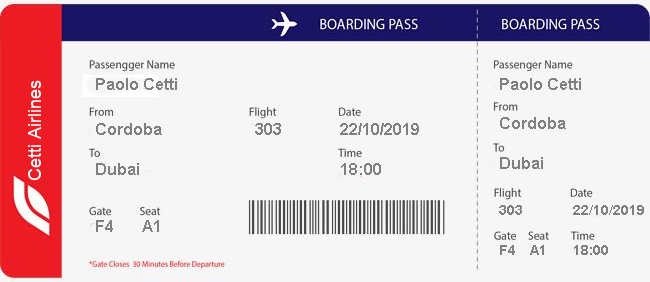 Cetti Airlines
BOARDING PASS
Passengger Name
Paolo Cetti
From
Cordoba
Flight
303
Date
22/10/2019
To
Dubai
Time
18:00
Gate
F4
Seat
A1
*Gate Closes 30 Minutes Before Departure
BOARDING PASS
Passenger Name
Paolo Cetti
From
Cordoba
To
Dubai
Flight
303
Date
22/10/2019
Gate
F4
Seat
A1
Time
18:00